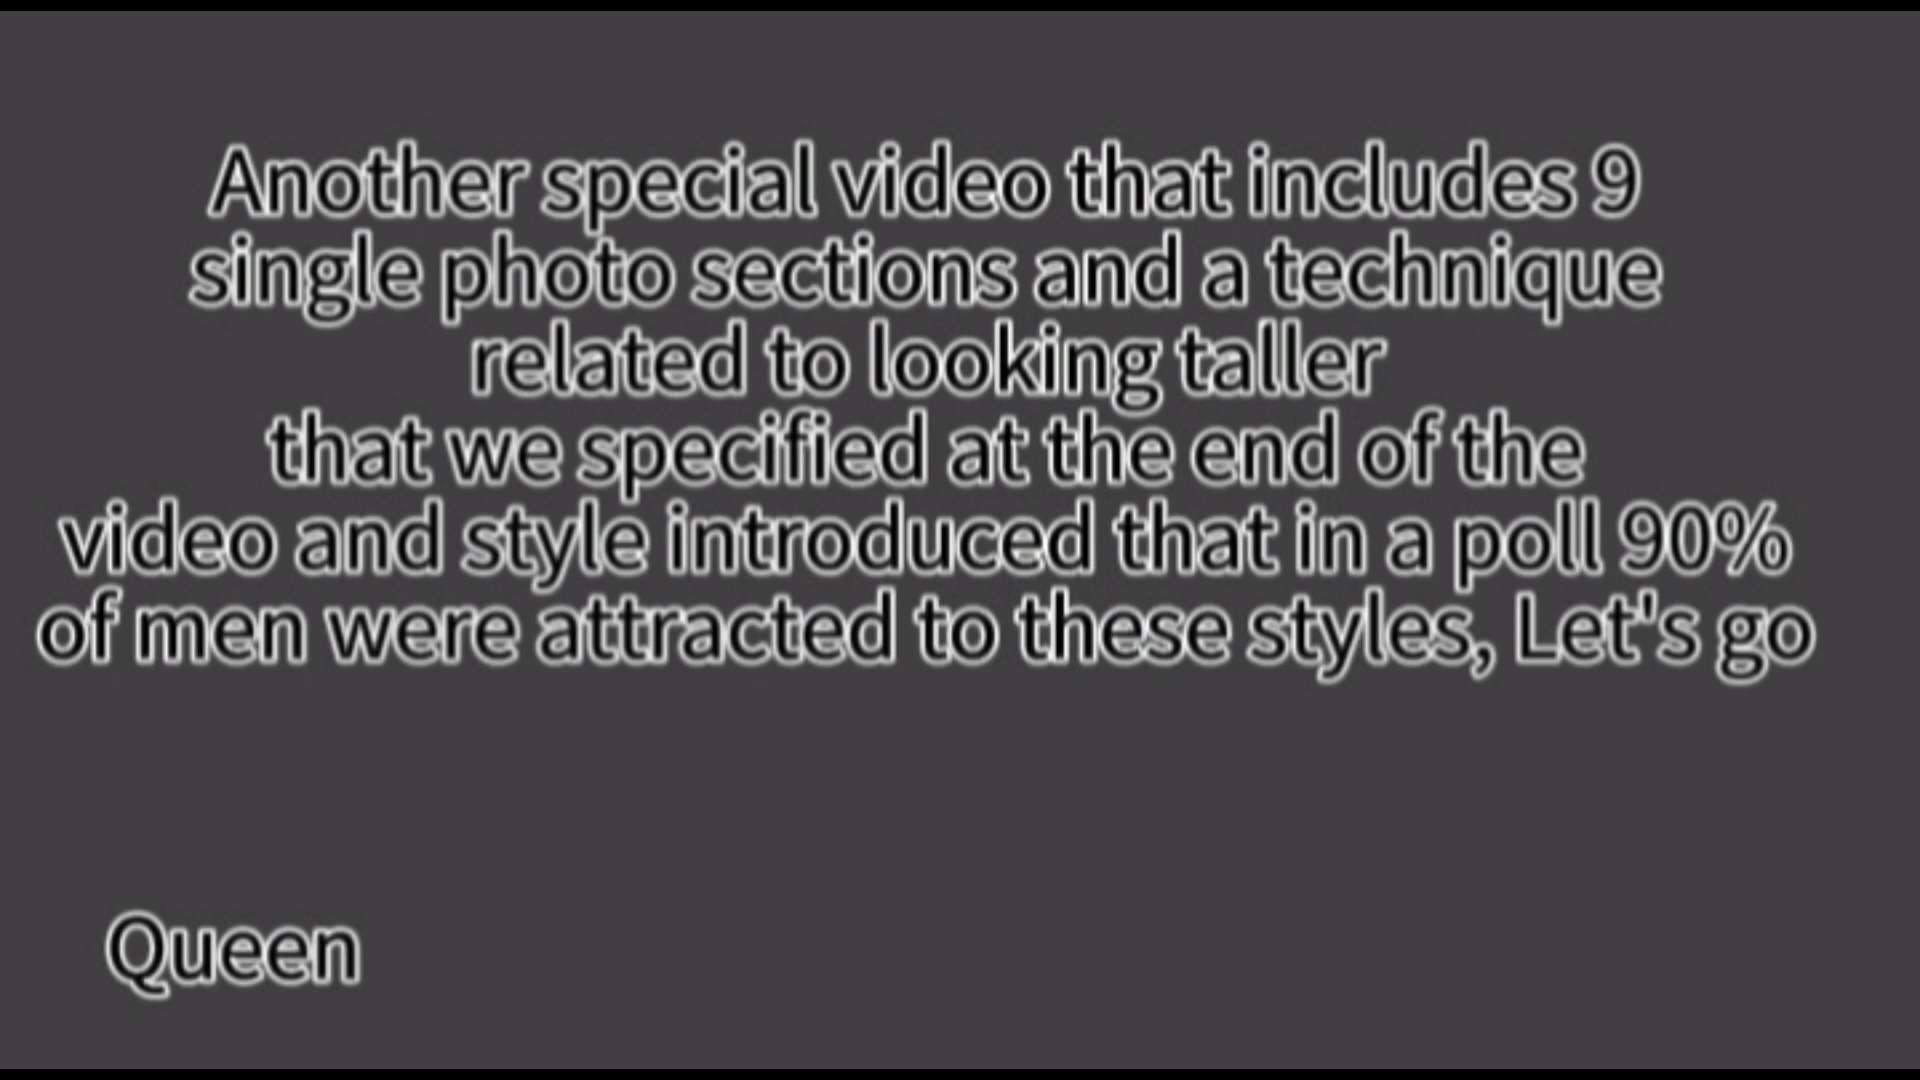 Another special video that includes 9
single photo sections and a technique
related to looking taller
that we specified at the end of the
video and style introduced that in a poll 90%
of men were attracted to these styles, Let's go
Queen